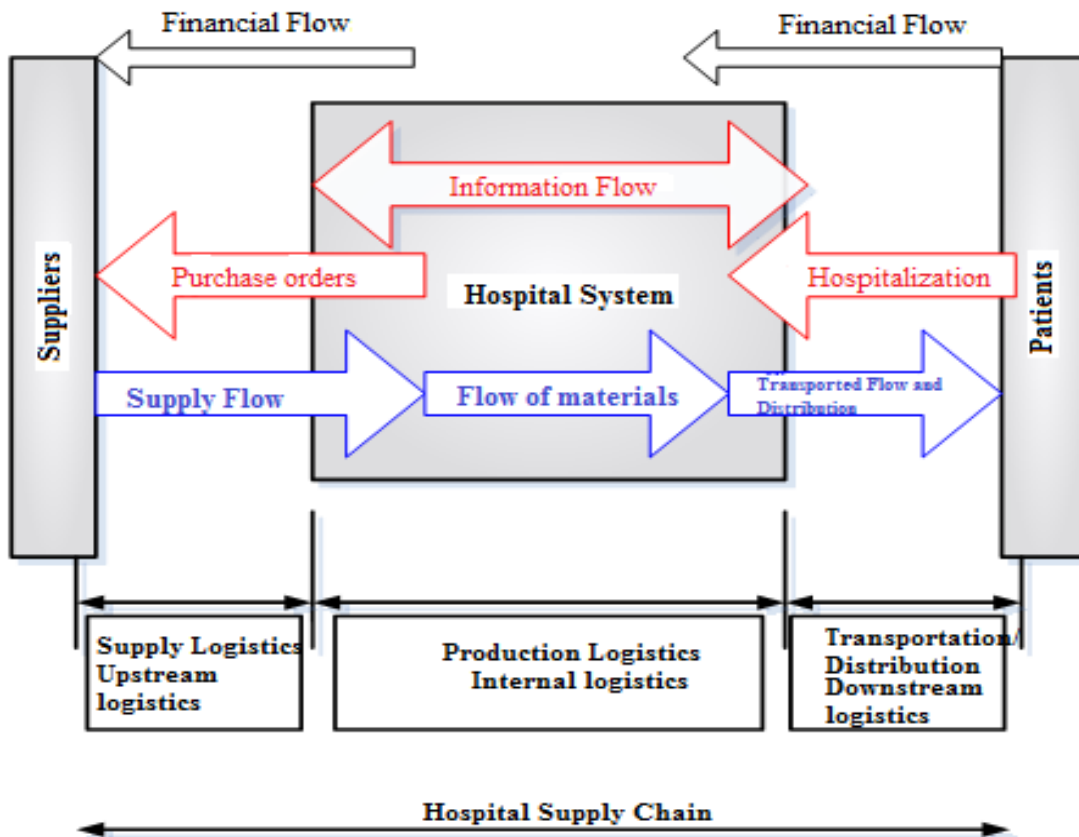 Financial Flow
Financial Flow
Information Flow
Purchase orders
Hospitalization
Hospital System
Suppliers
Patients
Supply Flow
Flow of materials
Transported Flow and
Distribution
Supply Logistics
Upstream
logistics
Production Logistics
Internal logistics
Transportation/
Distribution
Downstream
logistics
Hospital Supply Chain